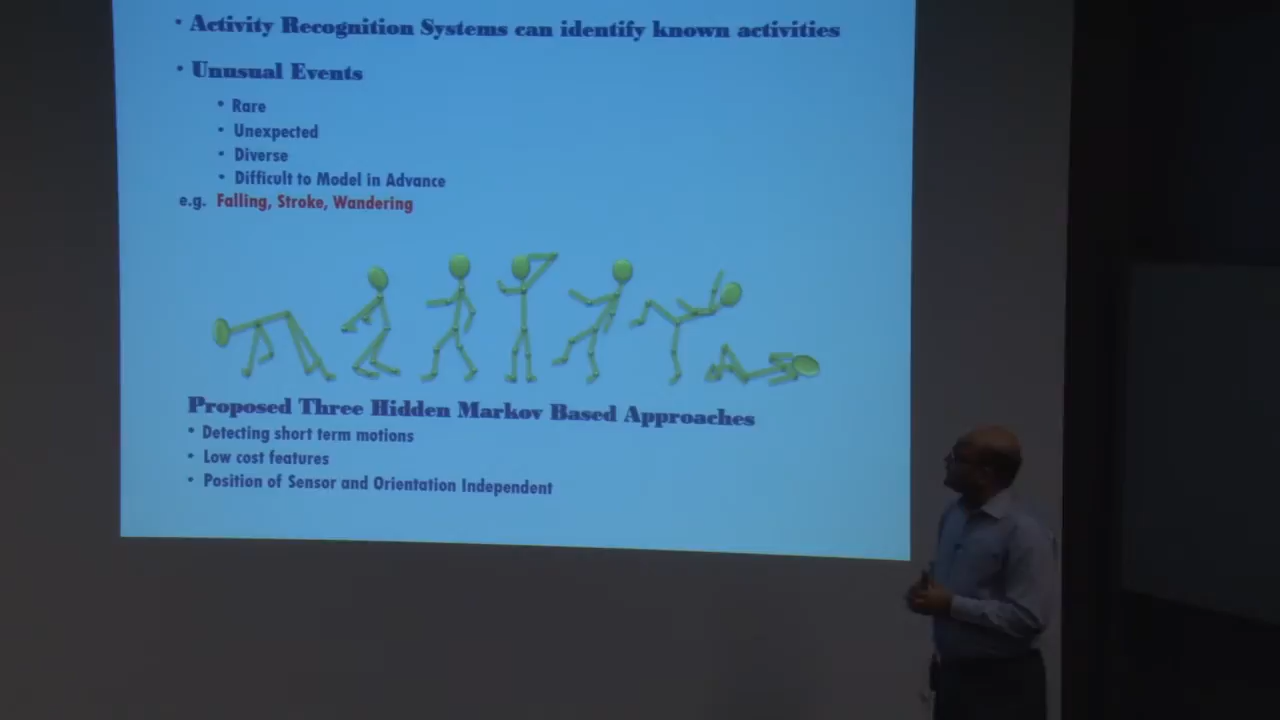 • Activity Recognition Systems can identify known activities
• Unusual Events
• Rare
• Unexpected
• Diverse
• Difficult to Model in Advance
e.g. Falling, Stroke, Wandering
Proposed Three Hidden Markov Based Approaches
• Detecting short term motions
• Low cost features
• Position of Sensor and Orientation Independent